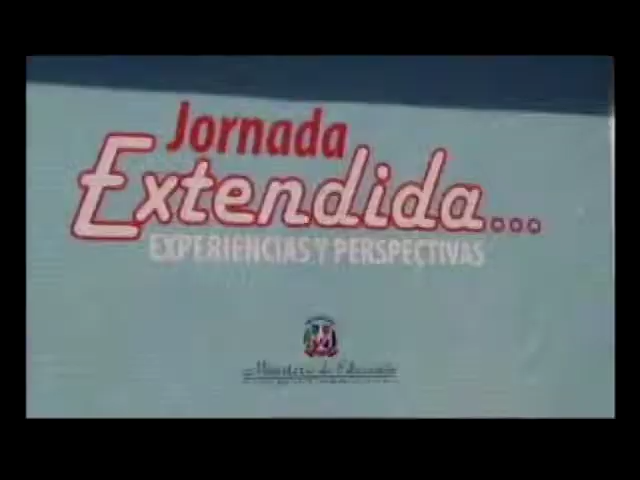 Jornada
Extendida...
EXPERIENCIAS Y PERSPECTIVAS
Ministerio de Educación